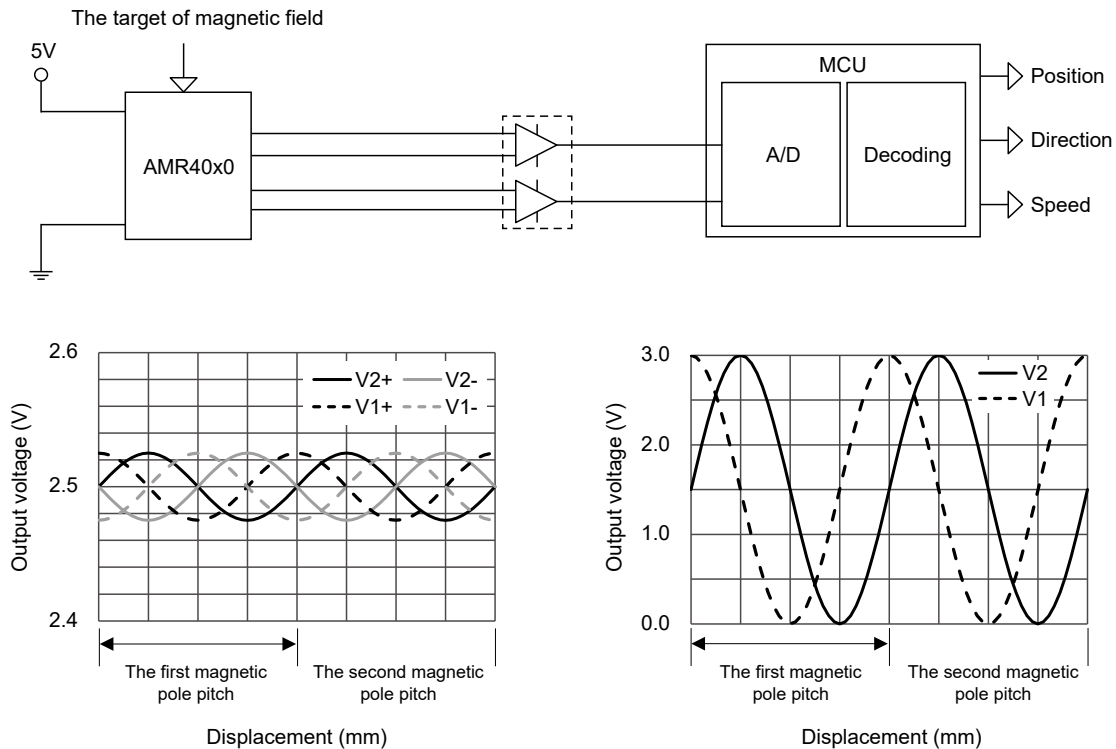 The target of magnetic field
5V
AMR40x0
MCU
A/D
Decoding
Position
Direction
Speed
2.6
2.5
2.4
Output voltage (V)
V2+
V2-
V1+
V1-
The first magnetic
pole pitch
The second magnetic
pole pitch
Displacement (mm)
3.0
2.0
1.0
0.0
Output voltage (V)
V2
V1
The first magnetic
pole pitch
The second magnetic
pole pitch
Displacement (mm)